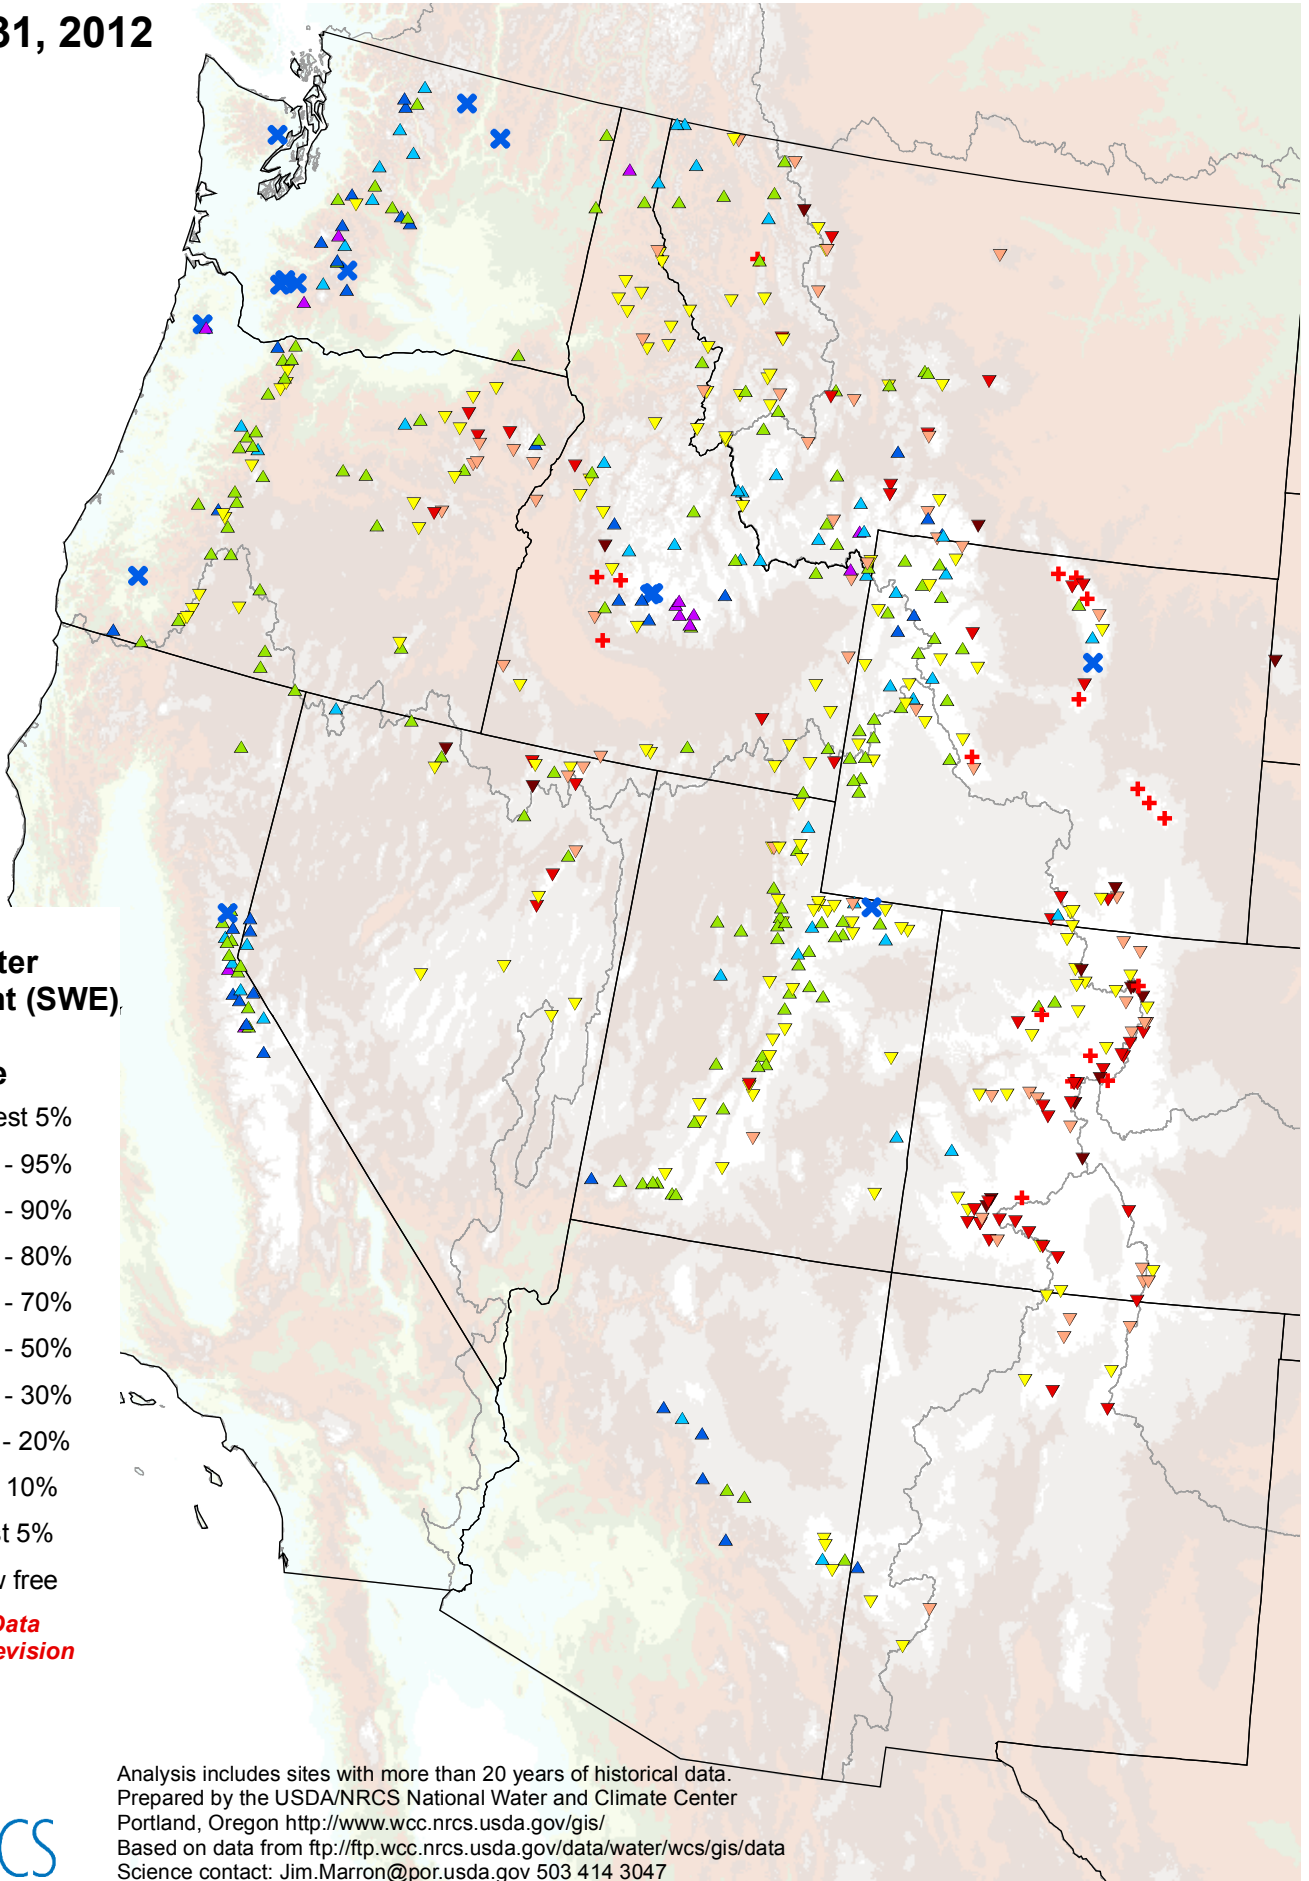 31, 2012
ter
nt (SWE)
e
est 5%
- 95%
- 90%
- 80%
- 70%
- 50%
- 30%
- 20%
10%
t 5%
free
Data
evision
Analysis includes sites with more than 20 years of historical data.
Prepared by the USDA/NRCS National Water and Climate Center
Portland, Oregon http://www.wcc.nrcs.usda.gov/gis/
Based on data from ftp://ftp.wcc.nrcs.usda.gov/data/water/wcs/gis/data
Science contact: Jim.Marron@por.usda.gov 503 414 3047
CS